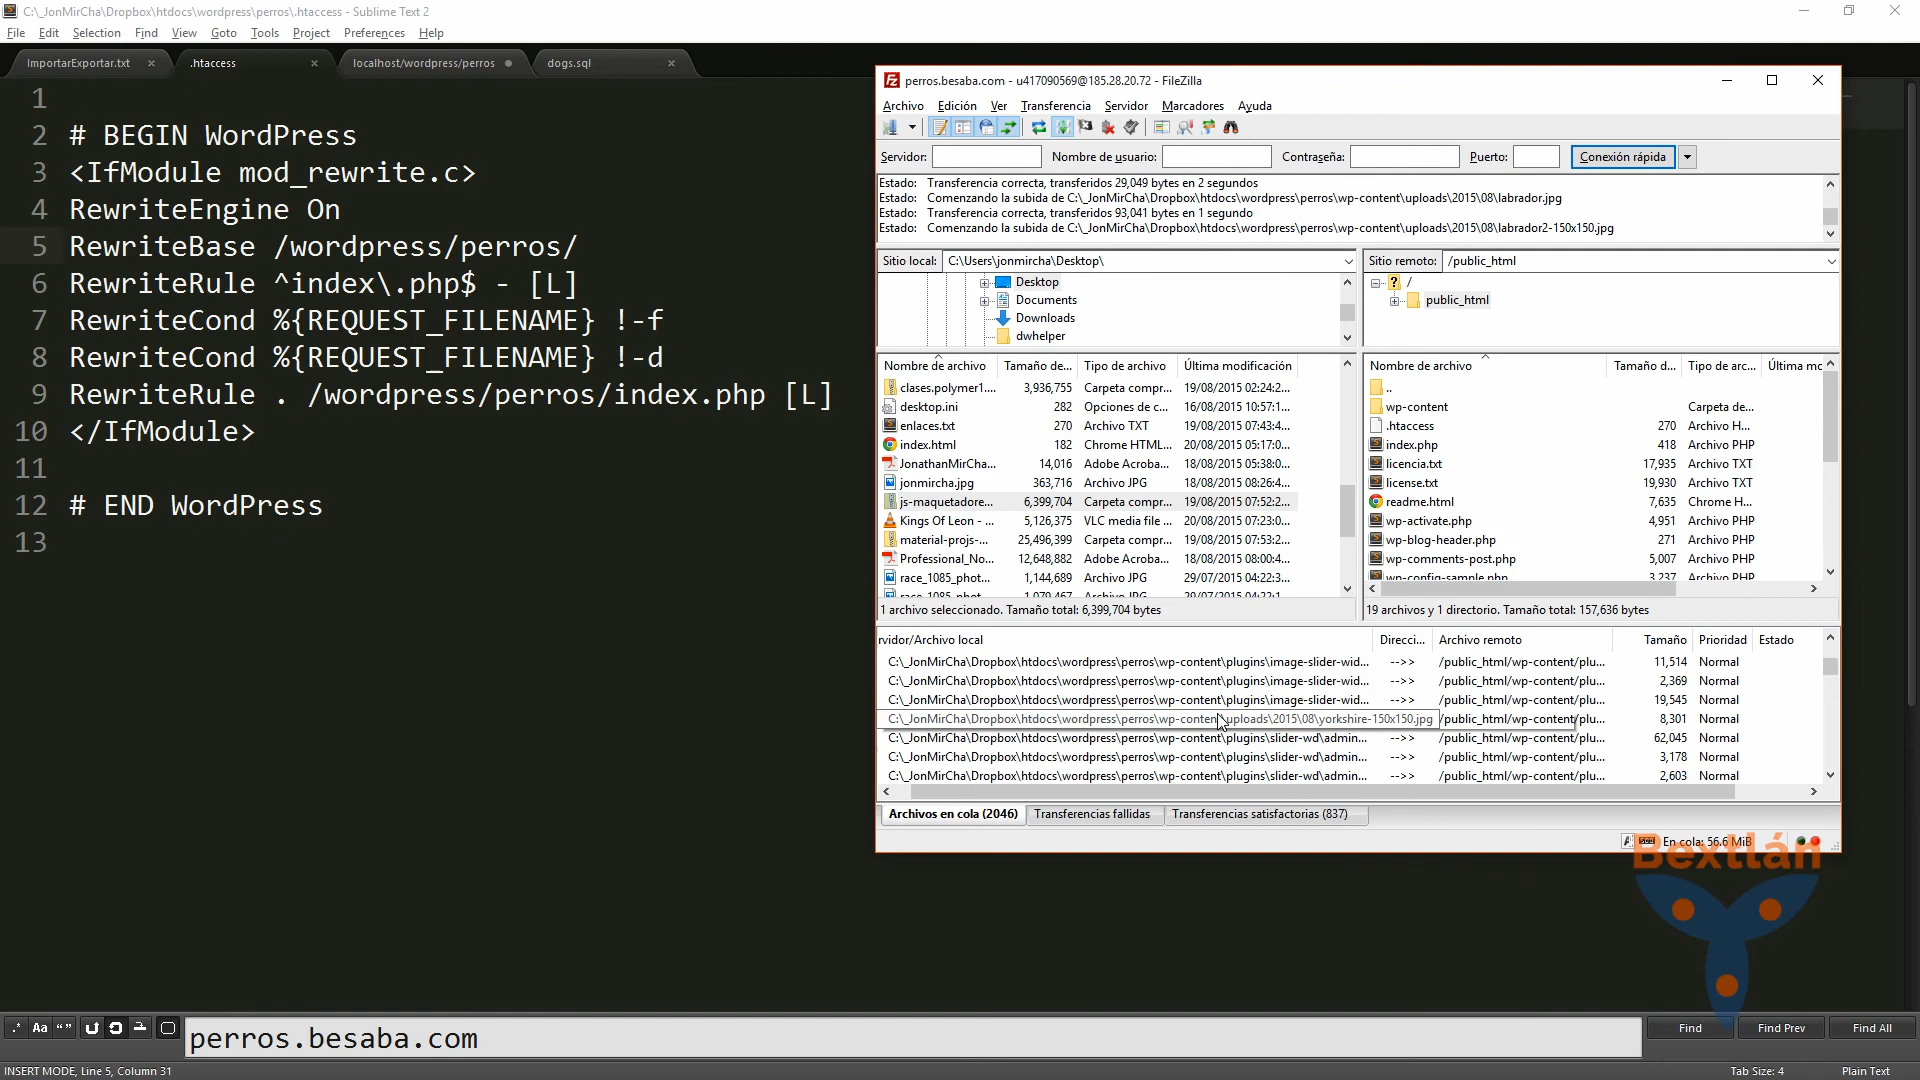 C:\_JonMirCha\Dropbox\htdocs\wordpress\perros\.htaccess - Sublime Text 2
File Edit Selection Find View Goto Tools Project Preferences Help
ImportarExportar.txt × .htaccess × localhost/wordpress/perros dogs.sql ×
1
2 # BEGIN WordPress
3 <IfModule mod_rewrite.c>
4 RewriteEngine On
5 RewriteBase /wordpress/perros/
6 RewriteRule ^index\.php$ - [L]
7 RewriteCond %{REQUEST_FILENAME} !-f
8 RewriteCond %{REQUEST_FILENAME} !-d
9 RewriteRule . /wordpress/perros/index.php [L]
10 </IfModule>
11
12 # END WordPress
13
perros.besaba.com - u417090569@185.28.20.72 - FileZilla
Archivo Edición Ver Transferencia Servidor Marcadores Ayuda
Servidor: Nombre de usuario: Contraseña: Puerto: Conexión rápida
Estado: Transferencia correcta, transferidos 29,049 bytes en 2 segundos
Estado: Comenzando la subida de C:\_JonMirCha\Dropbox\htdocs\wordpress\perros\wp-content\uploads\2015\08\labrador.jpg
Estado: Transferencia correcta, transferidos 93,041 bytes en 1 segundo
Estado: Comenzando la subida de C:\_JonMirCha\Dropbox\htdocs\wordpress\perros\wp-content\uploads\2015\08\labrador2-150x150.jpg
Sitio local: C:\Users\jonmircha\Desktop\
Desktop
Documents
Downloads
dwhelper
Nombre de archivo Tamaño de... Tipo de archivo Última modificación
clases.polymer1.... 3,936,755 Carpeta compr... 19/08/2015 02:24:2...
desktop.ini 282 Opciones de c... 16/08/2015 10:57:1...
enlaces.txt 270 Archivo TXT 19/08/2015 07:43:4...
index.html 182 Chrome HTML... 20/08/2015 05:17:0...
JonathanMirCha... 14,016 Adobe Acroba... 18/08/2015 05:38:0...
jonmircha.jpg 363,716 Archivo JPG 18/08/2015 08:26:4...
js-maquetadore... 6,399,704 Carpeta compr... 19/08/2015 07:52:2...
Kings Of Leon - ... 5,126,375 VLC media file ... 20/08/2015 07:23:0...
material-projs-... 25,496,399 Carpeta compr... 19/08/2015 07:53:2...
Professional_No... 12,648,882 Adobe Acroba... 18/08/2015 08:00:4...
race_1085_phot... 1,144,689 Archivo JPG 29/07/2015 04:22:3...
race_1085_phot... 1,079,467 Archivo JPG 29/07/2015 04:22:1...
1 archivo seleccionado. Tamaño total: 6,399,704 bytes
Sitio remoto: /public_html
/
public_html
Nombre de archivo Tamaño d... Tipo de arc... Última mo
..
wp-content Carpeta de...
.htaccess 270 Archivo H...
index.php 418 Archivo PHP
licencia.txt 17,935 Archivo TXT
license.txt 19,930 Archivo TXT
readme.html 7,635 Chrome H...
wp-activate.php 4,951 Archivo PHP
wp-blog-header.php 271 Archivo PHP
wp-comments-post.php 5,007 Archivo PHP
wp-config-sample.php 3,237 Archivo PHP
19 archivos y 1 directorio. Tamaño total: 157,636 bytes
rvidor/Archivo local Direcci... Archivo remoto Tamaño Prioridad Estado
C:\_JonMirCha\Dropbox\htdocs\wordpress\perros\wp-content\plugins\image-slider-wid... -->> /public_html/wp-content/plu... 11,514 Normal
C:\_JonMirCha\Dropbox\htdocs\wordpress\perros\wp-content\plugins\image-slider-wid... -->> /public_html/wp-content/plu... 2,369 Normal
C:\_JonMirCha\Dropbox\htdocs\wordpress\perros\wp-content\plugins\image-slider-wid... -->> /public_html/wp-content/plu... 19,545 Normal
C:\_JonMirCha\Dropbox\htdocs\wordpress\perros\wp-content\uploads\2015\08\yorkshire-150x150.jpg /public_html/wp-content/plu... 8,301 Normal
C:\_JonMirCha\Dropbox\htdocs\wordpress\perros\wp-content\plugins\slider-wd\admin... -->> /public_html/wp-content/plu... 62,045 Normal
C:\_JonMirCha\Dropbox\htdocs\wordpress\perros\wp-content\plugins\slider-wd\admin... -->> /public_html/wp-content/plu... 3,178 Normal
C:\_JonMirCha\Dropbox\htdocs\wordpress\perros\wp-content\plugins\slider-wd\admin... -->> /public_html/wp-content/plu... 2,603 Normal
Archivos en cola (2046) Transferencias fallidas Transferencias satisfactorias (837)
En cola: 56.6 MiB
Bextlán
.* Aa “” perros.besaba.com Find Find Prev Find All
INSERT MODE, Line 5, Column 31 Tab Size: 4 Plain Text